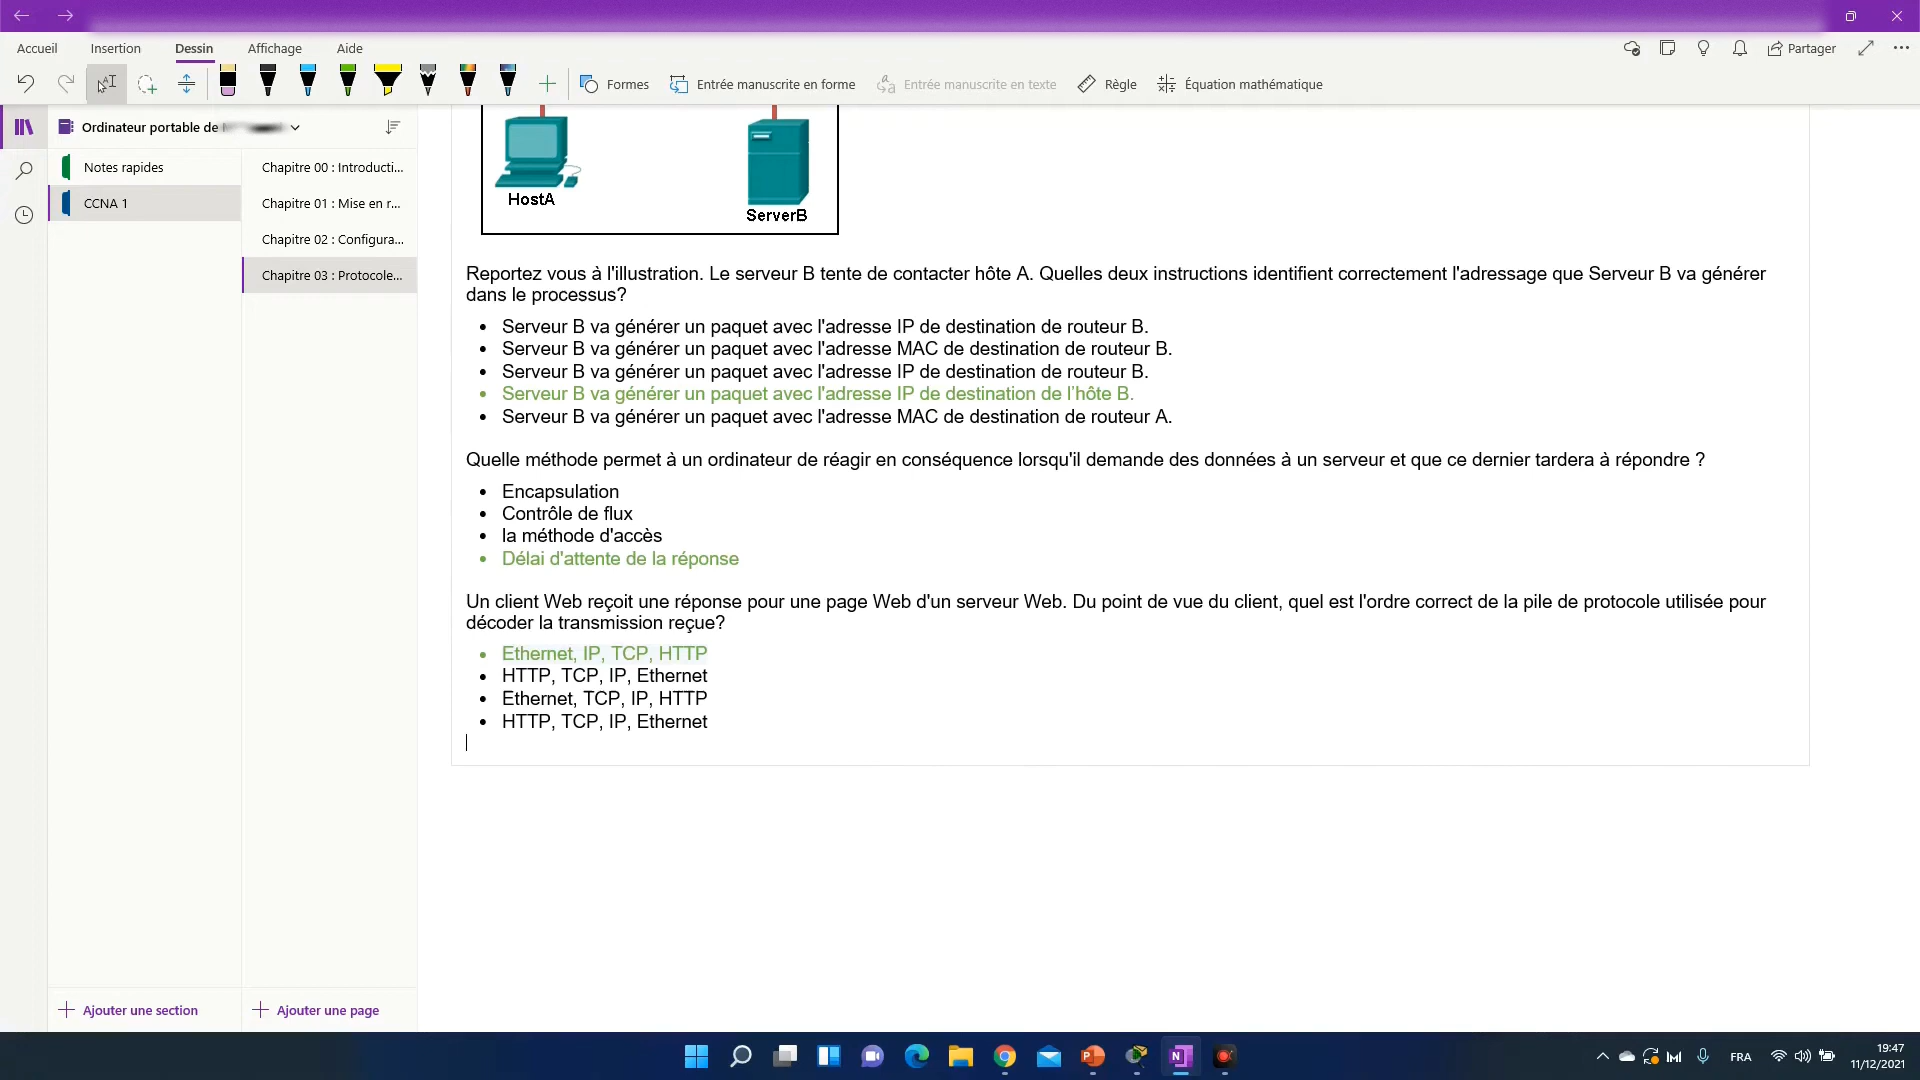 Accueil Insertion Dessin Affichage Aide Partager
Formes Entrée manuscrite en forme Entrée manuscrite en texte Règle Équation mathématique
Ordinateur portable de
Notes rapides
CCNA 1
Chapitre 00 : Introducti...
Chapitre 01 : Mise en r...
Chapitre 02 : Configura...
Chapitre 03 : Protocole...
HostA
ServerB
Reportez vous à l'illustration. Le serveur B tente de contacter hôte A. Quelles deux instructions identifient correctement l'adressage que Serveur B va générer
dans le processus?
• Serveur B va générer un paquet avec l'adresse IP de destination de routeur B.
• Serveur B va générer un paquet avec l'adresse MAC de destination de routeur B.
• Serveur B va générer un paquet avec l'adresse IP de destination de routeur B.
• Serveur B va générer un paquet avec l'adresse IP de destination de l'hôte B.
• Serveur B va générer un paquet avec l'adresse MAC de destination de routeur A.
Quelle méthode permet à un ordinateur de réagir en conséquence lorsqu'il demande des données à un serveur et que ce dernier tardera à répondre ?
• Encapsulation
• Contrôle de flux
• la méthode d'accès
• Délai d'attente de la réponse
Un client Web reçoit une réponse pour une page Web d'un serveur Web. Du point de vue du client, quel est l'ordre correct de la pile de protocole utilisée pour
décoder la transmission reçue?
• Ethernet, IP, TCP, HTTP
• HTTP, TCP, IP, Ethernet
• Ethernet, TCP, IP, HTTP
• HTTP, TCP, IP, Ethernet
Ajouter une section
Ajouter une page
FRA
19:47
11/12/2021